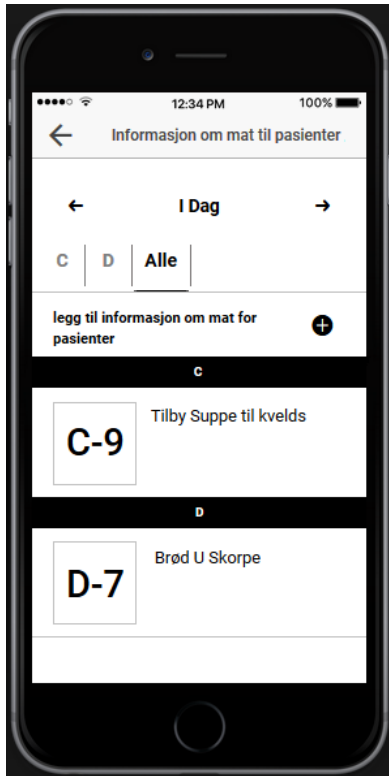 12:34 PM 100%
Informasjon om mat til pasienter
I Dag
C D Alle
legg til informasjon om mat for
pasienter
C
C-9 Tilby Suppe til kvelds
D
D-7 Brød U Skorpe